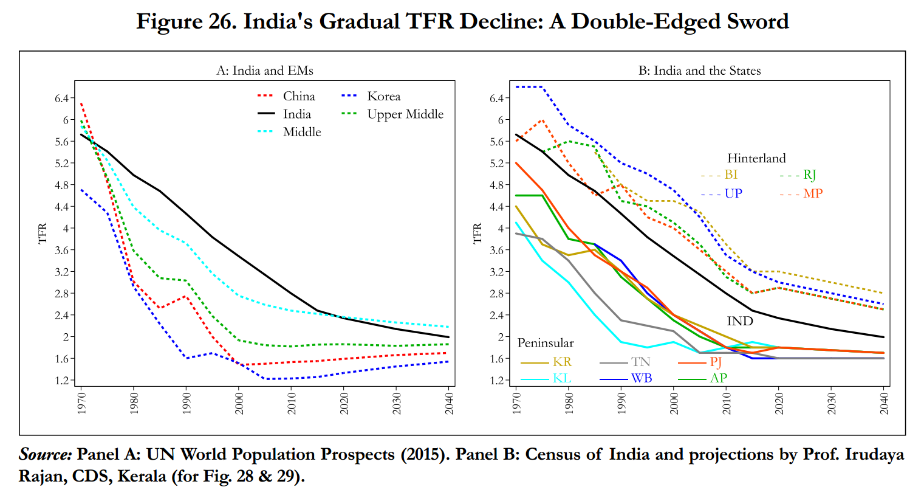 Figure 26. India's Gradual TFR Decline: A Double-Edged Sword
A: India and EMs
China
Korea
India
Upper Middle
Middle
TFR
6.4
6
5.6
5.2
4.8
4.4
4
3.6
3.2
2.8
2.4
2
1.6
1.2
1970
1980
1990
2000
2010
2020
2030
2040
B: India and the States
Hinterland
BI
RJ
UP
MP
IND
Peninsular
KR
TN
PJ
KL
WB
AP
TFR
6.4
6
5.6
5.2
4.8
4.4
4
3.6
3.2
2.8
2.4
2
1.6
1.2
1970
1980
1990
2000
2010
2020
2030
2040
Source: Panel A: UN World Population Prospects (2015). Panel B: Census of India and projections by Prof. Irudaya
Rajan, CDS, Kerala (for Fig. 28 & 29).